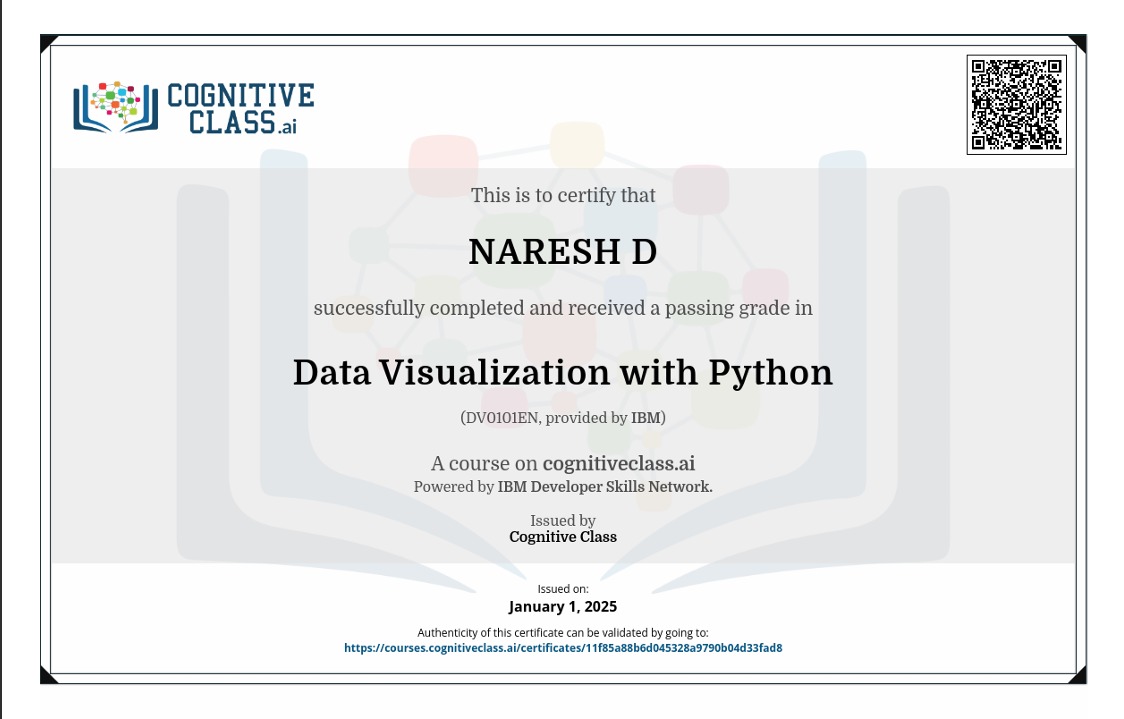 COGNITIVE
CLASS.ai
This is to certify that
NARESH D
successfully completed and received a passing grade in
Data Visualization with Python
(DV0101EN, provided by IBM)
A course on cognitiveclass.ai
Powered by IBM Developer Skills Network.
Issued by
Cognitive Class
Issued on:
January 1, 2025
Authenticity of this certificate can be validated by going to:
https://courses.cognitiveclass.ai/certificates/11f85a88b6d045328a9790b04d33fad8